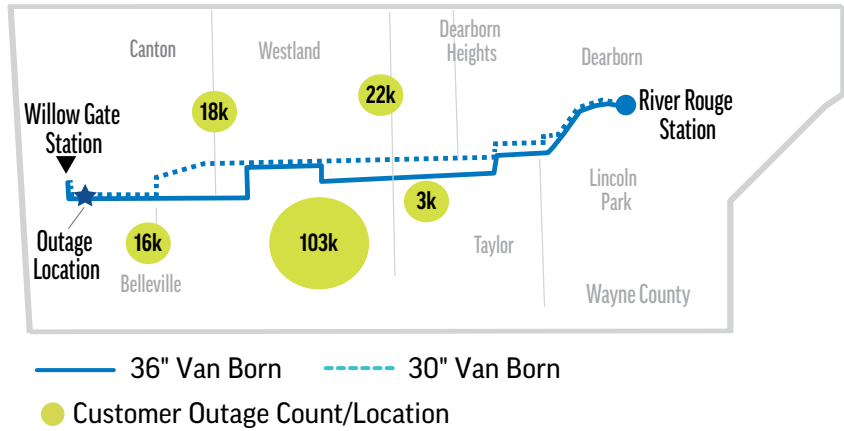 Canton
Westland
Dearborn
Heights
Dearborn
18k
22k
Willow Gate
Station
River Rouge
Station
Outage
Location
16k
103k
3k
Lincoln
Park
Belleville
Taylor
Wayne County
36" Van Born
30" Van Born
Customer Outage Count/Location